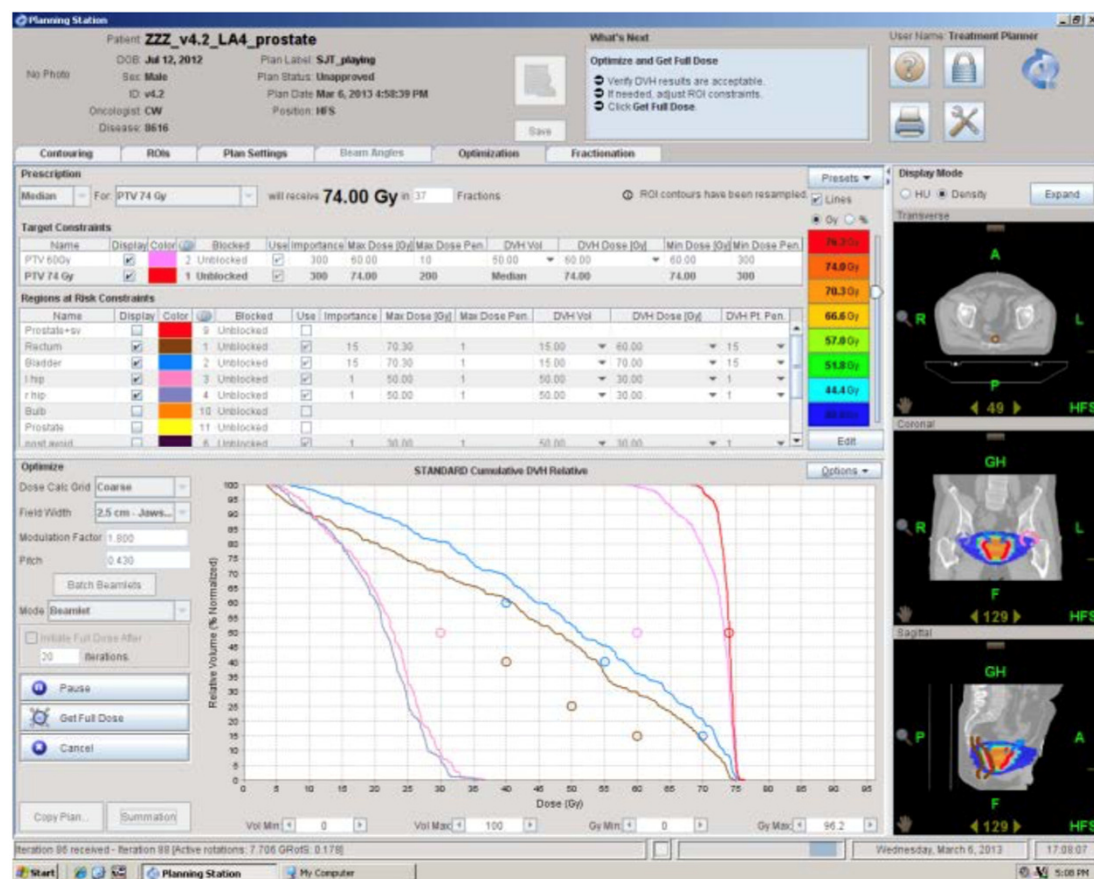 Planning Station
Patient: ZZZ_v4.2_LA4_prostate
DOB: Jul 12, 2012 Plan Label: SJT_playing
No Photo Sex: Male Plan Status: Unapproved
ID: v4.2 Plan Date Mar 6, 2013 4:58:39 PM
Oncologist: CW Position: HFS
Disease: 8616
Save
What's Next
Optimize and Get Full Dose
Verify DVH results are acceptable.
If needed, adjust ROI constraints.
Click Get Full Dose.
User Name: Treatment Planner
Contouring ROIs Plan Settings Beam Angles Optimization Fractionation
Prescription
Median For: PTV 74 Gy will receive 74.00 Gy in 37 Fractions ROI contours have been resampled.
Presets
Lines
Gy %
Target Constraints
Name Display Color Blocked Use Importance Max Dose [Gy] Max Dose Pen. DVH Vol DVH Dose [Gy] Min Dose [Gy] Min Dose Pen.
PTV 60Gy 2 Unblocked 300 60.00 10 50.00 60.00 60.00 300
PTV 74 Gy 1 Unblocked 300 74.00 200 Median 74.00 74.00 300
Regions at Risk Constraints
Name Display Color Blocked Use Importance Max Dose [Gy] Max Dose Pen. DVH Vol DVH Dose [Gy] DVH Pt. Pen.
Prostate+sv 9 Unblocked
Rectum 1 Unblocked 15 70.30 1 15.00 60.00 15
Bladder 2 Unblocked 15 70.00 1 15.00 70.00 15
l hip 3 Unblocked 1 50.00 1 50.00 30.00 1
r hip 4 Unblocked 1 50.00 1 50.00 30.00 1
Bulb 10 Unblocked
Prostate 11 Unblocked
post avoid 6 Unblocked 1 30.00 1 50.00 30.00 1
74.0 Gy
70.3 Gy
66.6 Gy
57.0 Gy
51.8 Gy
44.4 Gy
Edit
Display Mode
HU Density Expand
Transverse
A
R L
P
49 HFS
Coronal
GH
R L
F
129 HFS
Sagittal
GH
P A
F
129 HFS
Optimize
Dose Calc Grid Coarse
Field Width 2.5 cm - Jaws...
Modulation Factor 1.800
Pitch 0.430
Batch Beamlets
Mode Beamlet
Initiate Full Dose After
20 iterations.
Pause
Get Full Dose
Cancel
Copy Plan... Summation
STANDARD Cumulative DVH Relative
Options
Relative Volume (% Normalized)
100
95
90
85
80
75
70
65
60
55
50
45
40
35
30
25
20
15
10
5
0
0 5 10 15 20 25 30 35 40 45 50 55 60 65 70 75 80 85 90 95
Dose (Gy)
Vol Min: 0 Vol Max: 100 Gy Min: 0 Gy Max: 96.2
Iteration 86 received - Iteration 88 [Active rotations: 7.706 GRotS: 0.178]
Wednesday, March 6, 2013 17:08:07
Start Planning Station My Computer 5:08 PM